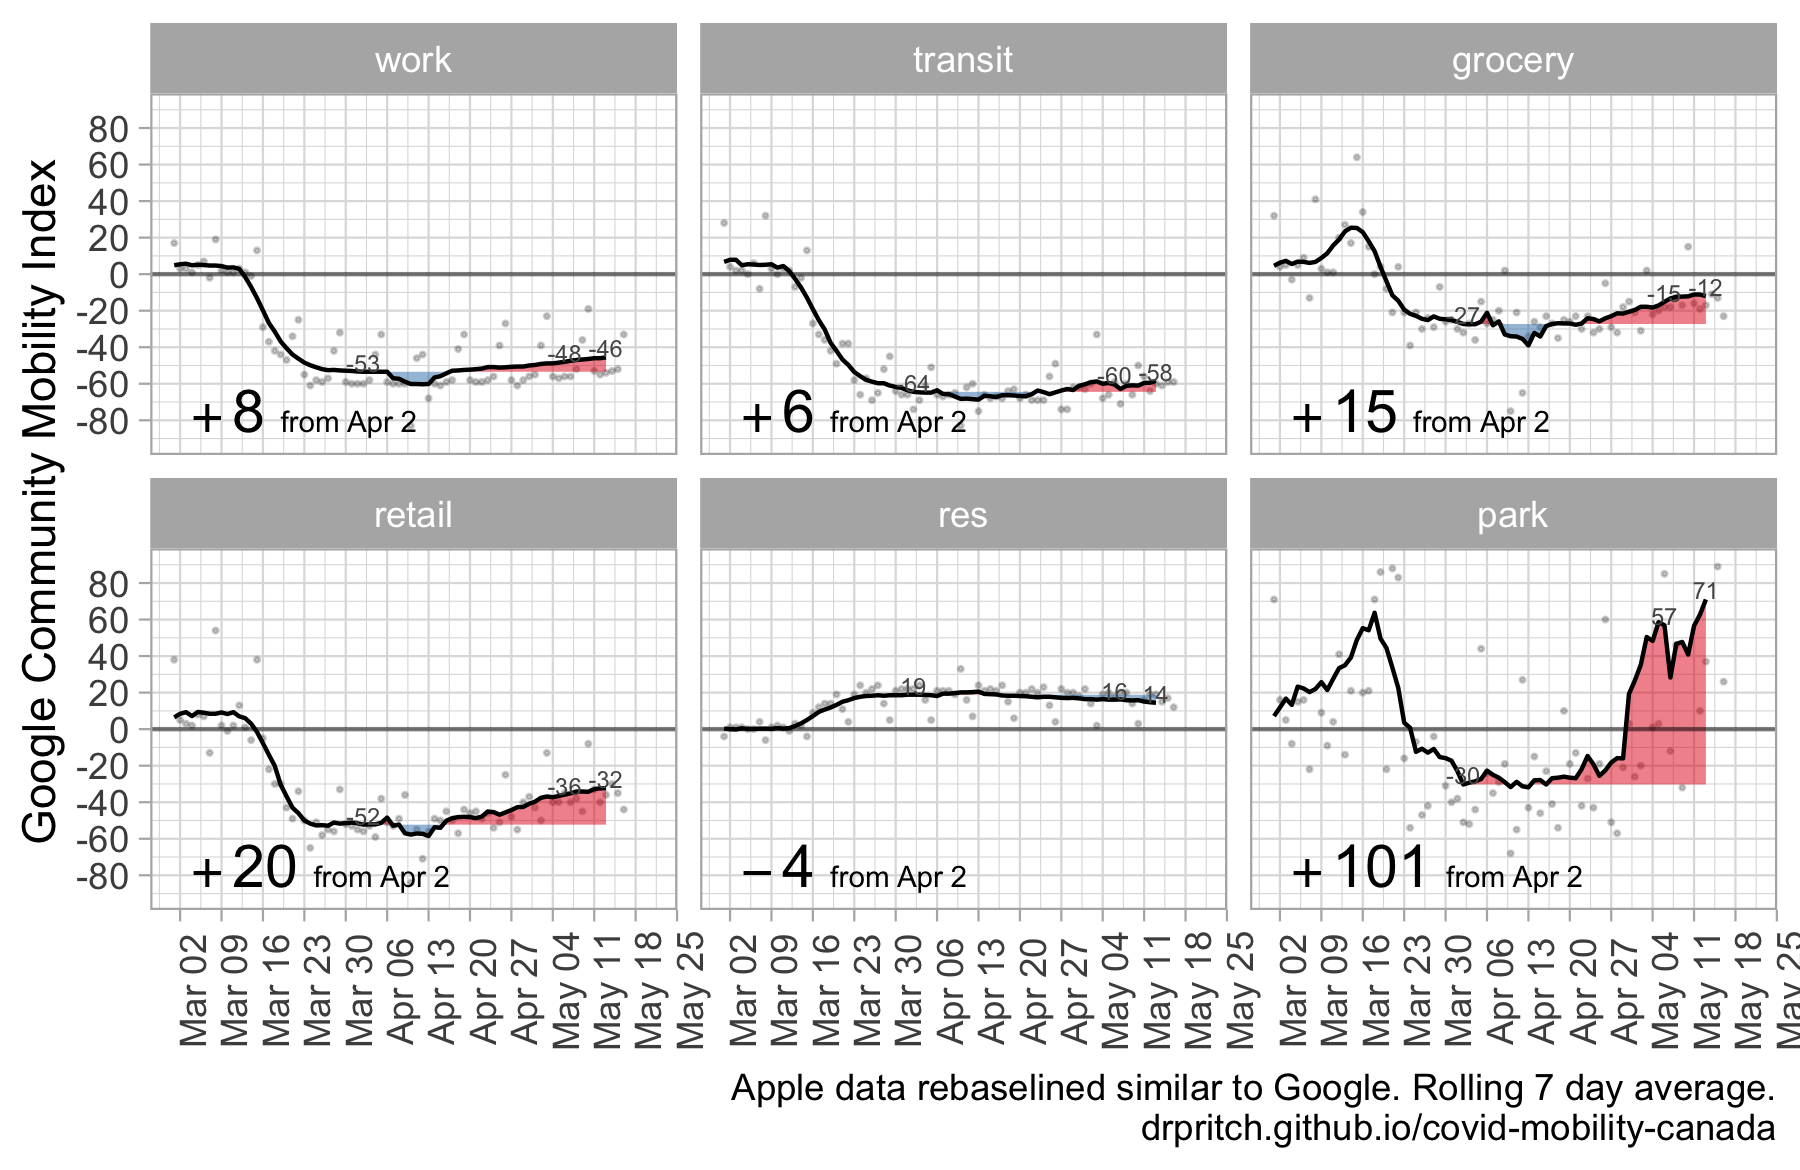 Google Community Mobility Index
work
transit
grocery
80
60
40
20
0
-20
-40
-60
-80
-53
-48
-46
+8 from Apr 2
-64
-60
-58
+6 from Apr 2
-27
-15
-12
+15 from Apr 2
retail
res
park
80
60
40
20
0
-20
-40
-60
-80
-52
-36
-32
+20 from Apr 2
19
16
14
−4 from Apr 2
-30
57
71
+101 from Apr 2
Mar 02
Mar 09
Mar 16
Mar 23
Mar 30
Apr 06
Apr 13
Apr 20
Apr 27
May 04
May 11
May 18
May 25
Mar 02
Mar 09
Mar 16
Mar 23
Mar 30
Apr 06
Apr 13
Apr 20
Apr 27
May 04
May 11
May 18
May 25
Mar 02
Mar 09
Mar 16
Mar 23
Mar 30
Apr 06
Apr 13
Apr 20
Apr 27
May 04
May 11
May 18
May 25
Apple data rebaselined similar to Google. Rolling 7 day average.
drpritch.github.io/covid-mobility-canada